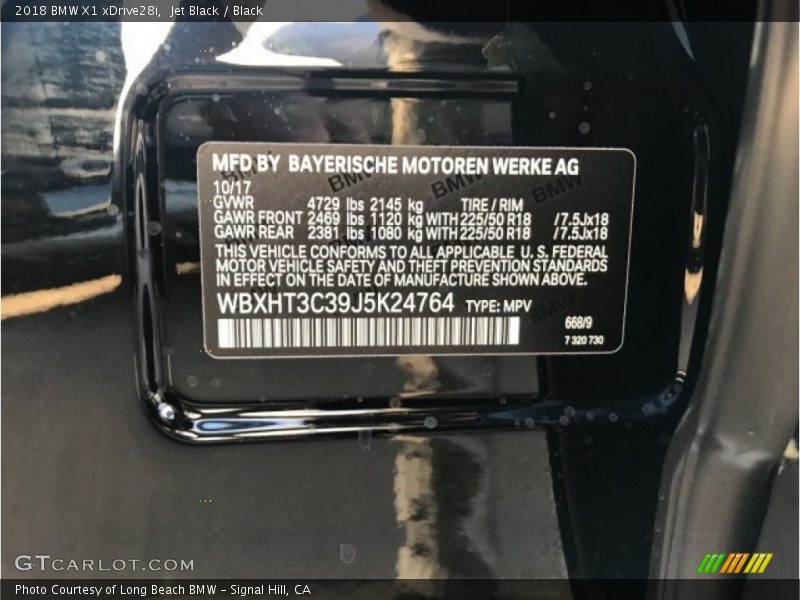 2018 BMW X1 xDrive28i, Jet Black / Black
MFD BY BAYERISCHE MOTOREN WERKE AG
10/17
GVWR 4729 lbs 2145 kg TIRE / RIM
GAWR FRONT 2469 lbs 1120 kg WITH 225/50 R18 /7.5Jx18
GAWR REAR 2381 lbs 1080 kg WITH 225/50 R18 /7.5Jx18
THIS VEHICLE CONFORMS TO ALL APPLICABLE U.S. FEDERAL
MOTOR VEHICLE SAFETY AND THEFT PREVENTION STANDARDS
IN EFFECT ON THE DATE OF MANUFACTURE SHOWN ABOVE.
WBXHT3C39J5K24764 TYPE: MPV
668/9
7 320 730
GTCARLOT.COM
Photo Courtesy of Long Beach BMW - Signal Hill, CA